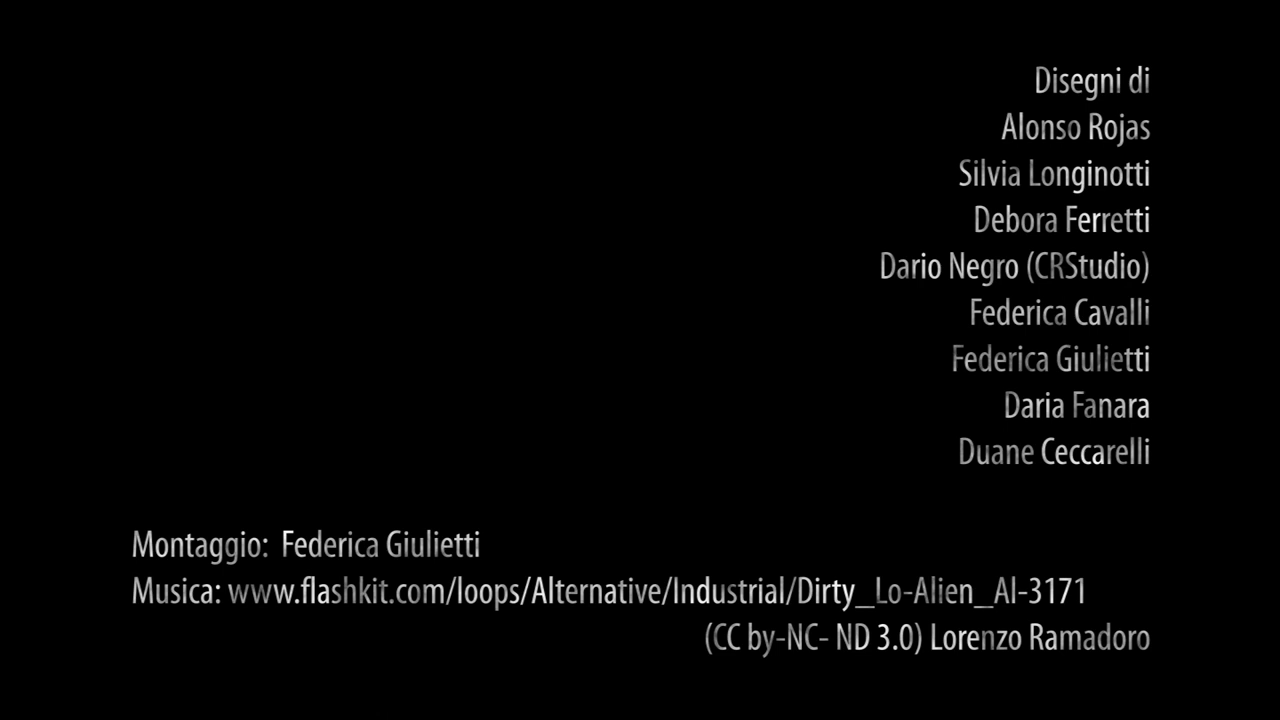 Disegni di
Alonso Rojas
Silvia Longinotti
Debora Ferretti
Dario Negro (CRStudio)
Federica Cavalli
Federica Giulietti
Daria Fanara
Duane Ceccarelli
Montaggio: Federica Giulietti
Musica: www.flashkit.com/loops/Alternative/Industrial/Dirty_Lo-Alien_Al-3171
(CC by-NC- ND 3.0) Lorenzo Ramadoro